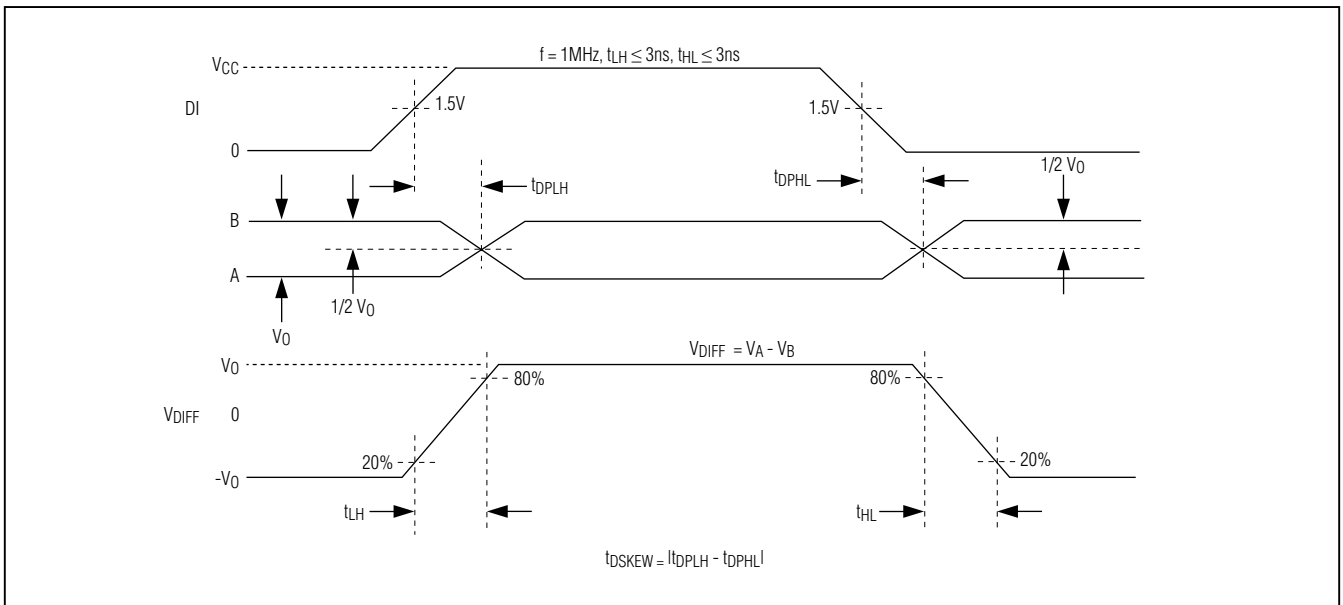 f = 1MHz, tLH ≤ 3ns, tHL ≤ 3ns
VCC
DI
1.5V
1.5V
0
1/2 VO
tDPLH
tDPHL
B
A
1/2 VO
VO
VDIFF = VA - VB
VO
80%
80%
VDIFF 0
20%
20%
-VO
tLH
tHL
tDSKEW = |tDPLH - tDPHL|